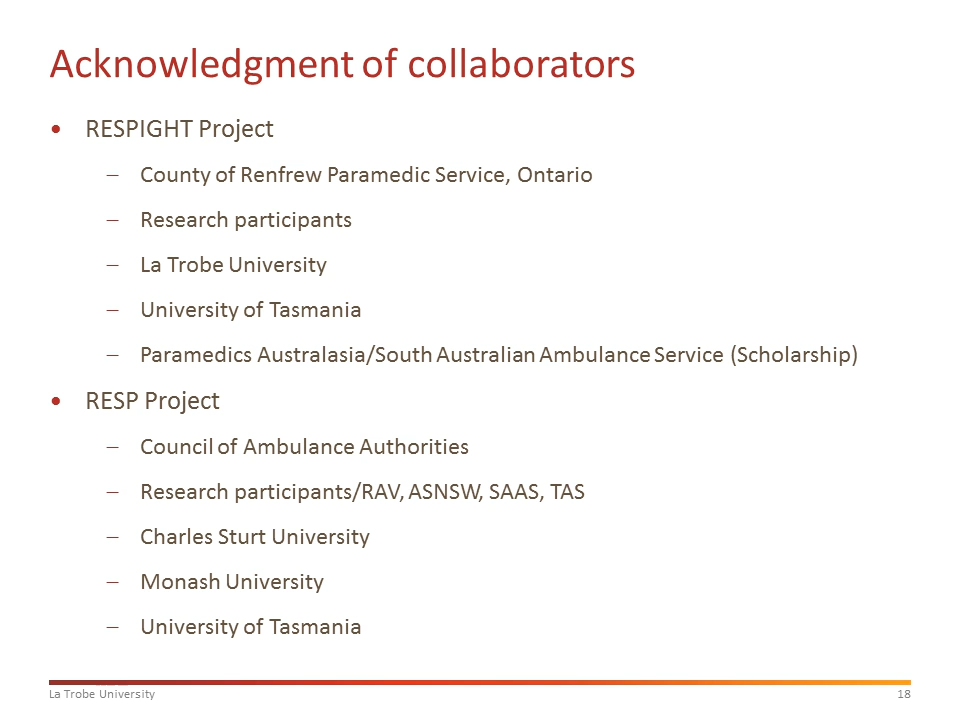 Acknowledgment of collaborators
• RESPIGHT Project
– County of Renfrew Paramedic Service, Ontario
– Research participants
– La Trobe University
– University of Tasmania
– Paramedics Australasia/South Australian Ambulance Service (Scholarship)
• RESP Project
– Council of Ambulance Authorities
– Research participants/RAV, ASNSW, SAAS, TAS
– Charles Sturt University
– Monash University
– University of Tasmania
La Trobe University 18